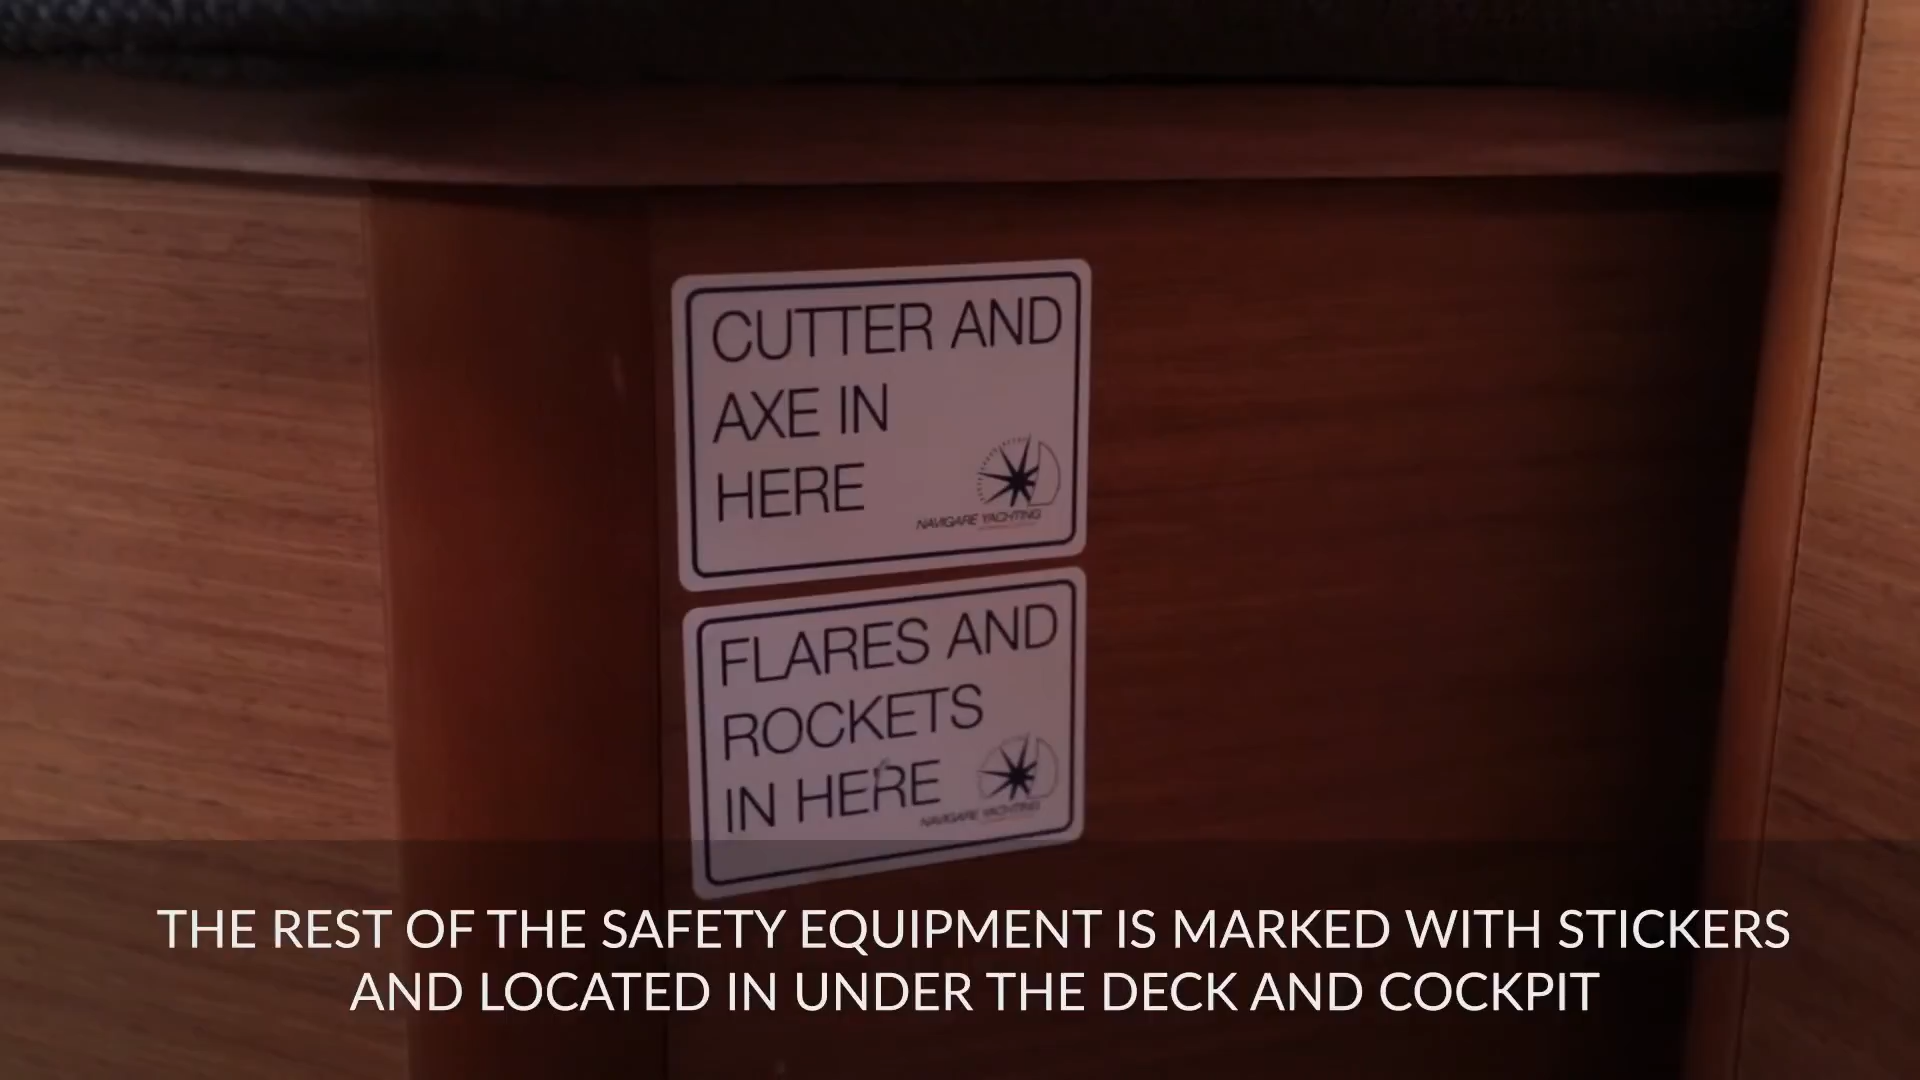 CUTTER AND
AXE IN
HERE
NAVIGARE YACHTING
FLARES AND
ROCKETS
IN HERE
NAVIGARE YACHTING
THE REST OF THE SAFETY EQUIPMENT IS MARKED WITH STICKERS
AND LOCATED IN UNDER THE DECK AND COCKPIT